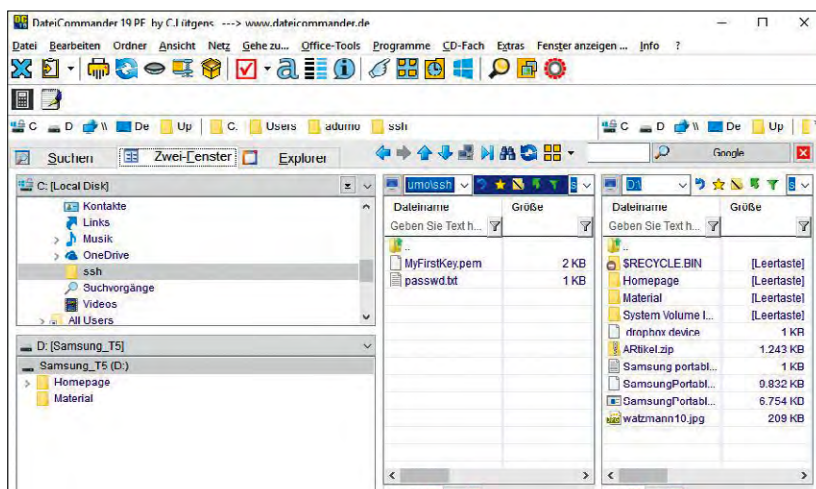 DateiCommander 19 PE by C.Lütgens ---> www.dateicommander.de
Datei Bearbeiten Ordner Ansicht Netz Gehe zu... Office-Tools Programme CD-Fach Extras Fenster anzeigen ... Info ?
C D \\ De Up C. Users adumo ssh
C D \\ De Up
Suchen Zwei-Fenster Explorer
Google
C: [Local Disk]
Kontakte
Links
Musik
OneDrive
ssh
Suchvorgänge
Videos
All Users
D: [Samsung_T5]
Samsung_T5 (D:)
Homepage
Material
umo\ssh
Dateiname Größe
Geben Sie Text h...
..
MyFirstKey.pem 2 KB
passwd.txt 1 KB
D:\
Dateiname Größe
Geben Sie Text h...
..
$RECYCLE.BIN [Leertaste]
Homepage [Leertaste]
Material [Leertaste]
System Volume I... [Leertaste]
.dropbox.device 1 KB
ARtikel.zip 1.243 KB
Samsung portabl... 1 KB
SamsungPortabl... 9.832 KB
SamsungPortabl... 6.754 KB
watzmann10.jpg 209 KB